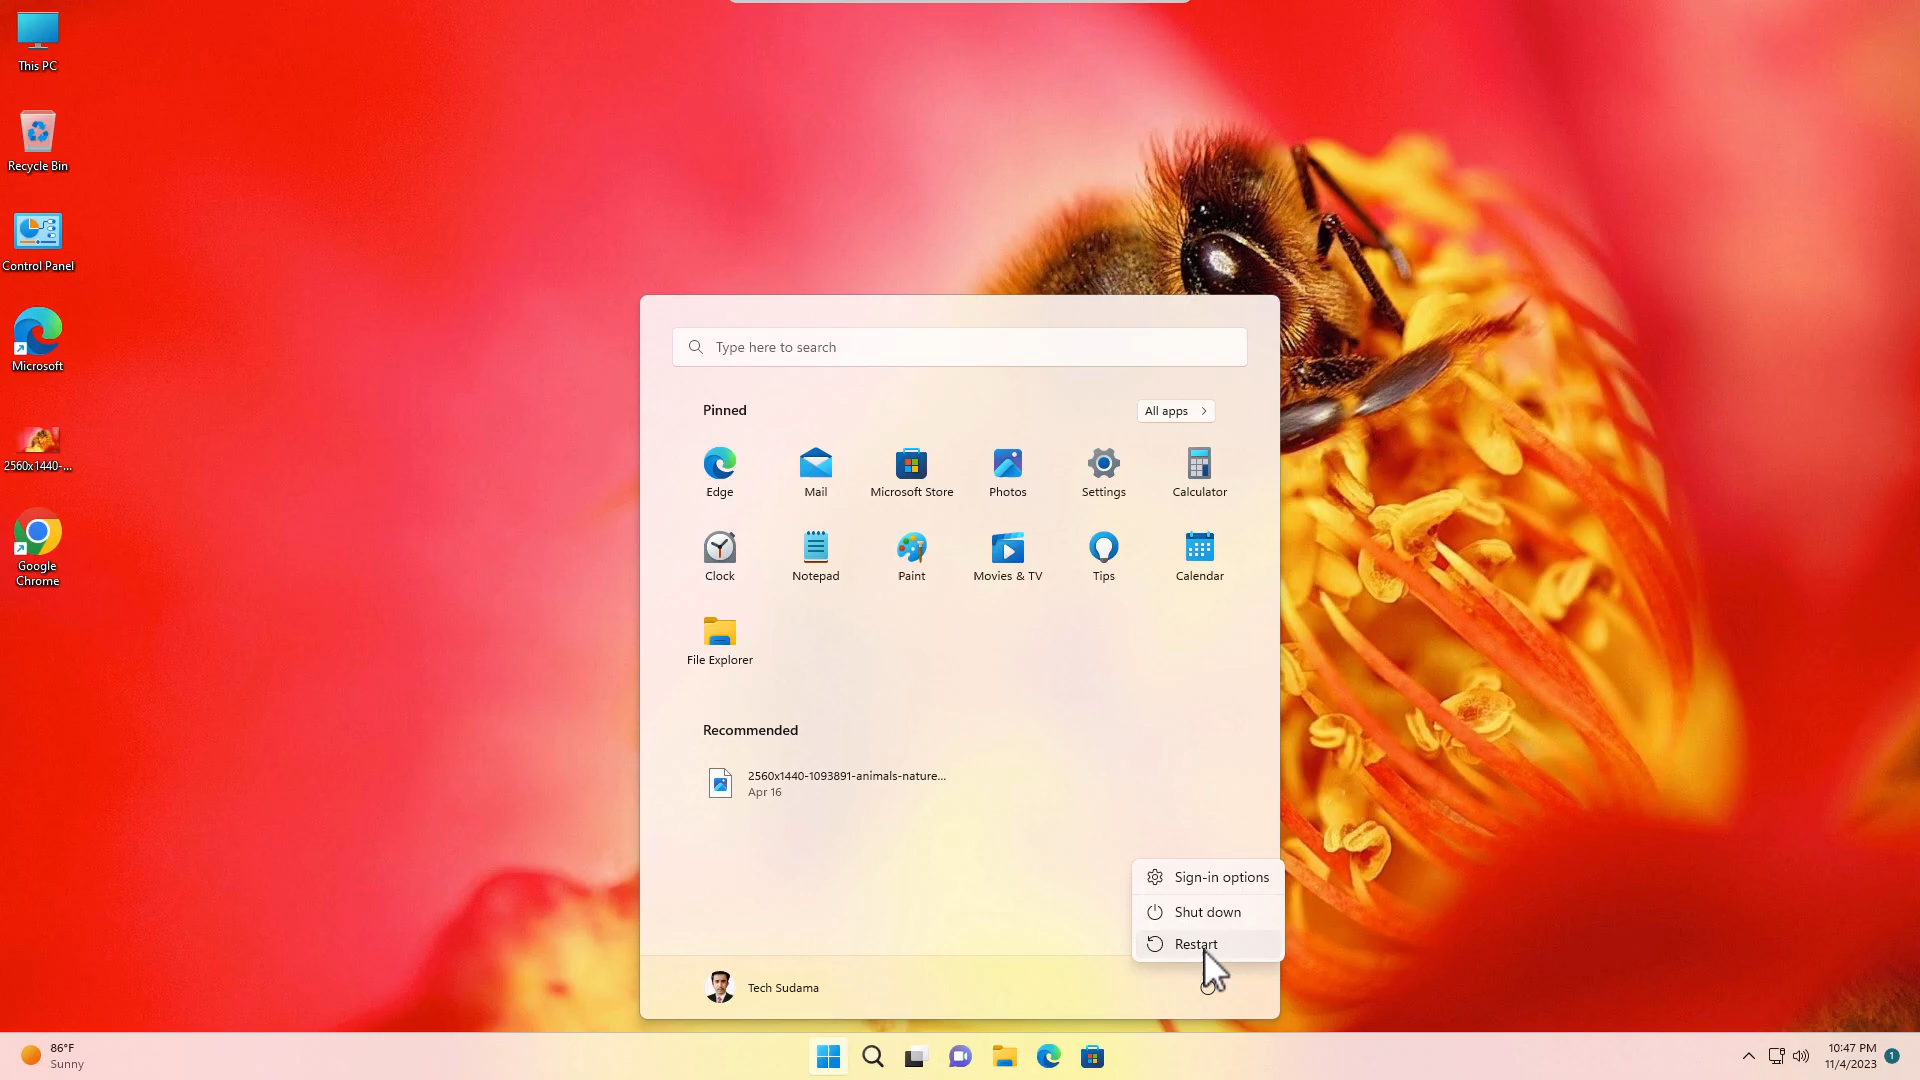 This PC
Recycle Bin
Control Panel
Microsoft
2560x1440-...
Google
Chrome
Type here to search
Pinned
All apps
Edge
Mail
Microsoft Store
Photos
Settings
Calculator
Clock
Notepad
Paint
Movies & TV
Tips
Calendar
File Explorer
Recommended
2560x1440-1093891-animals-nature...
Apr 16
Sign-in options
Shut down
Restart
Tech Sudama
86°F
Sunny
10:47 PM
11/4/2023
1